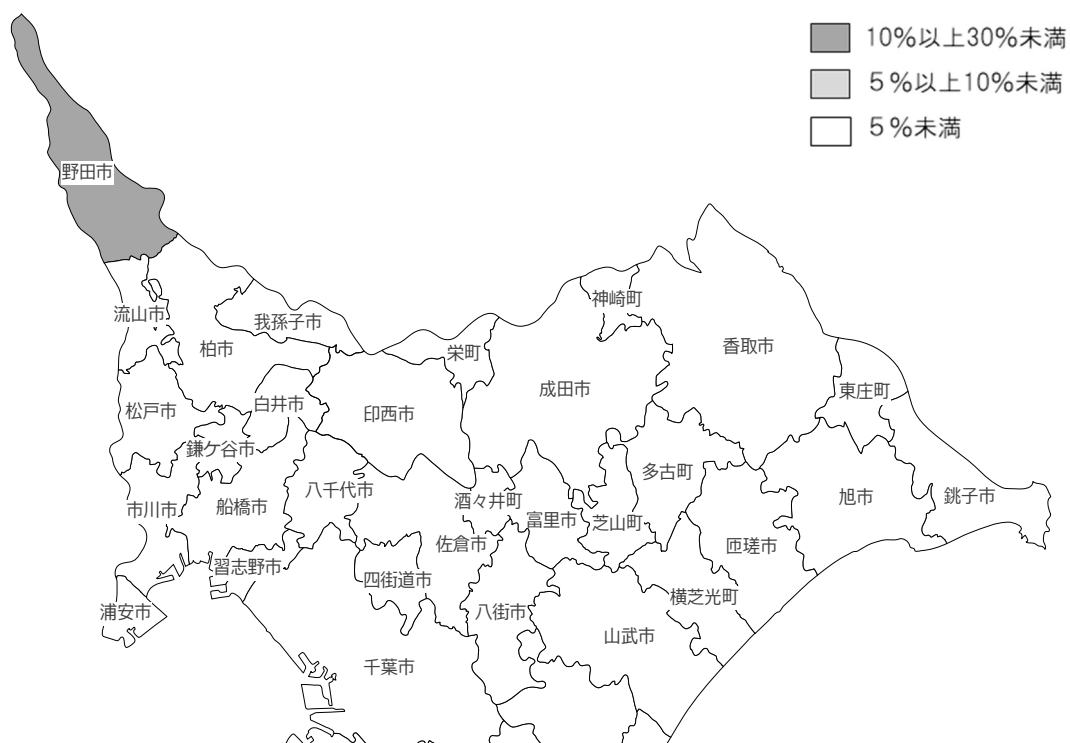 10%以上30%未満
５%以上10%未満
５%未満
野田市
流山市
柏市
我孫子市
栄町
神崎町
香取市
成田市
東庄町
松戸市
白井市
印西市
鎌ケ谷市
市川市
船橋市
八千代市
酒々井町
富里市
芝山町
多古町
旭市
銚子市
佐倉市
匝瑳市
習志野市
四街道市
横芝光町
浦安市
八街市
山武市
千葉市